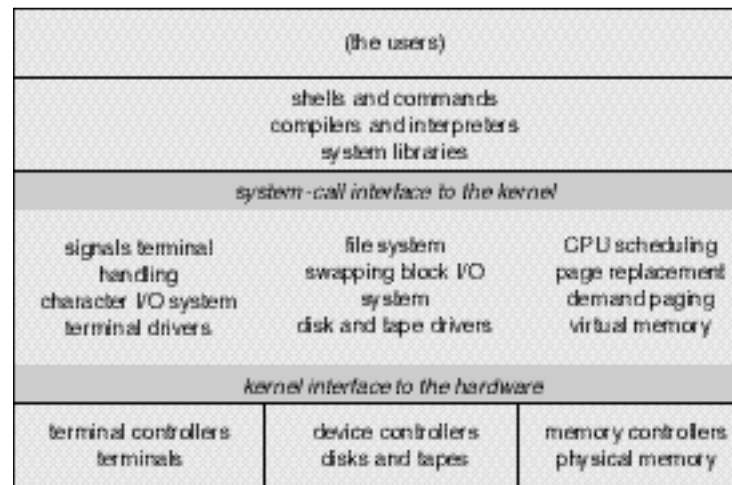 (the users)
shells and commands
compilers and interpreters
system libraries
system-call interface to the kernel
signals terminal
handling
character I/O system
terminal drivers
file system
swapping block I/O
system
disk and tape drivers
CPU scheduling
page replacement
demand paging
virtual memory
kernel interface to the hardware
terminal controllers
terminals
device controllers
disks and tapes
memory controllers
physical memory